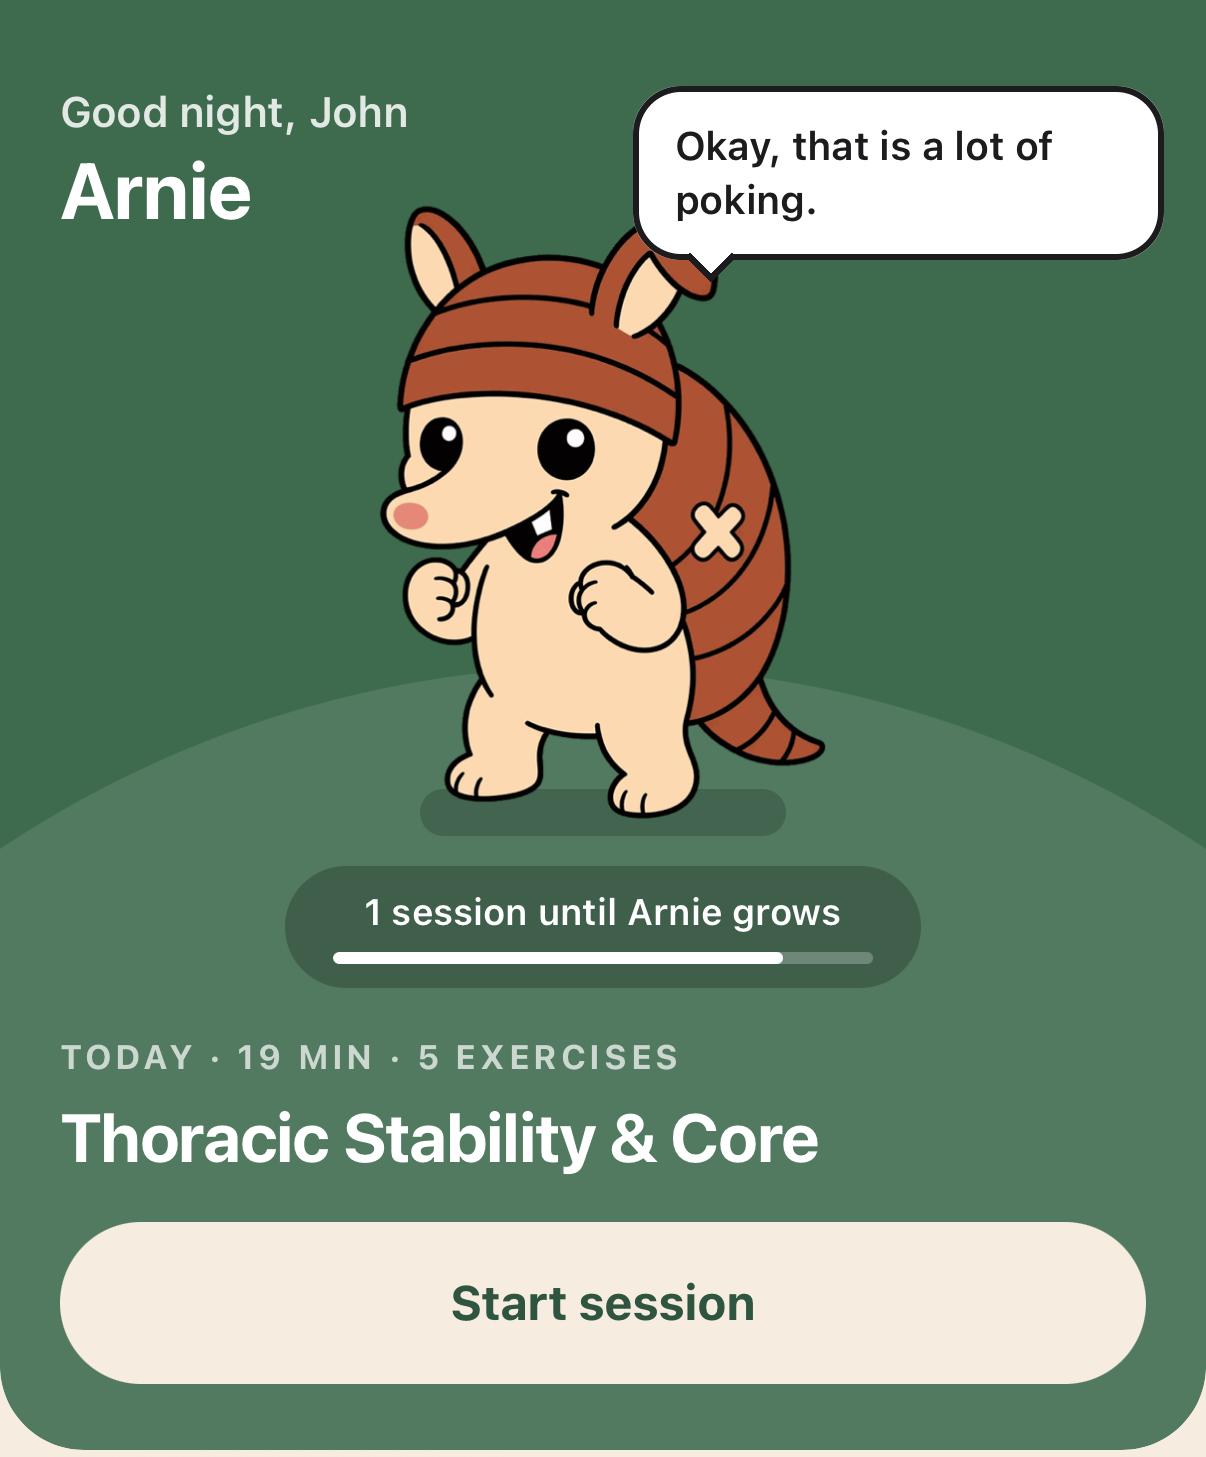 Good night, John
Arnie
Okay, that is a lot of
poking.
1 session until Arnie grows
TODAY · 19 MIN · 5 EXERCISES
Thoracic Stability & Core
Start session